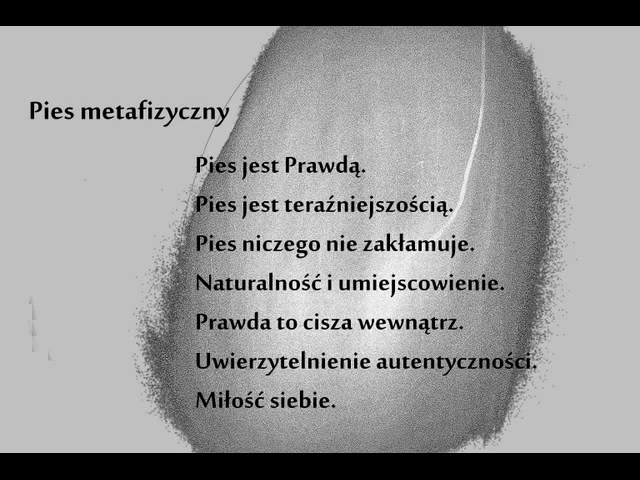 Pies metafizyczny
Pies jest Prawdą.
Pies jest teraźniejszością.
Pies niczego nie zakłamuje.
Naturalność i umiejscowienie.
Prawda to cisza wewnątrz.
Uwierzytelnienie autentyczności.
Miłość siebie.